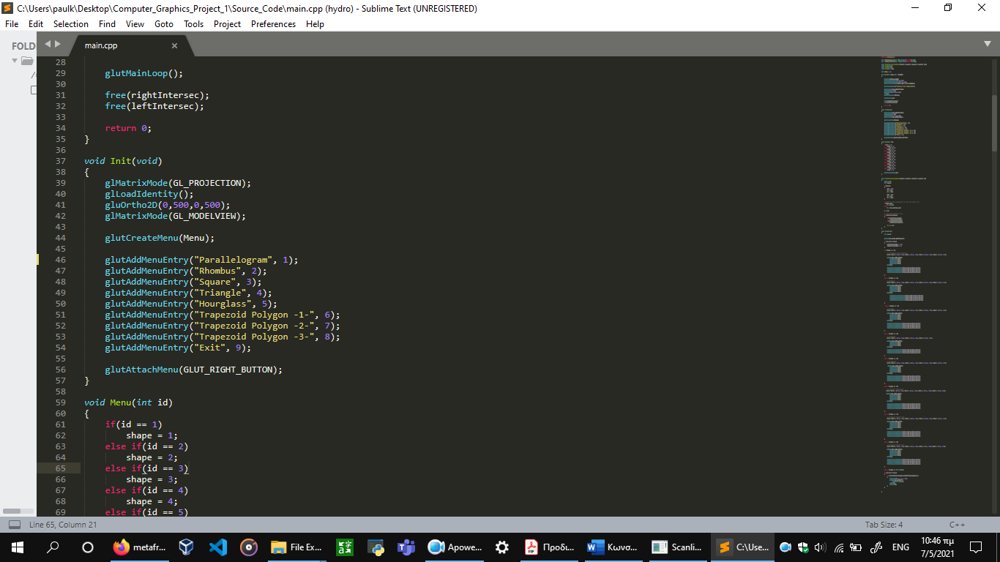 C:\Users\paulk\Desktop\Computer_Graphics_Project_1\Source_Code\main.cpp (hydro) - Sublime Text (UNREGISTERED)
File Edit Selection Find View Goto Tools Project Preferences Help
FOLD
main.cpp
28
29 glutMainLoop();
30
31 free(rightIntersec);
32 free(leftIntersec);
33
34 return 0;
35 }
36
37 void Init(void)
38 {
39 glMatrixMode(GL_PROJECTION);
40 glLoadIdentity();
41 gluOrtho2D(0,500,0,500);
42 glMatrixMode(GL_MODELVIEW);
43
44 glutCreateMenu(Menu);
45
46 glutAddMenuEntry("Parallelogram", 1);
47 glutAddMenuEntry("Rhombus", 2);
48 glutAddMenuEntry("Square", 3);
49 glutAddMenuEntry("Triangle", 4);
50 glutAddMenuEntry("Hourglass", 5);
51 glutAddMenuEntry("Trapezoid Polygon -1-", 6);
52 glutAddMenuEntry("Trapezoid Polygon -2-", 7);
53 glutAddMenuEntry("Trapezoid Polygon -3-", 8);
54 glutAddMenuEntry("Exit", 9);
55
56 glutAttachMenu(GLUT_RIGHT_BUTTON);
57 }
58
59 void Menu(int id)
60 {
61 if(id == 1)
62 shape = 1;
63 else if(id == 2)
64 shape = 2;
65 else if(id == 3)
66 shape = 3;
67 else if(id == 4)
68 shape = 4;
69 else if(id == 5)
Line 65, Column 21 Tab Size: 4 C++
metafr... File Ex... Apowe... Προβι... Κωνσ... Scanli... C:\Use... ENG 10:46 πμ
7/5/2021